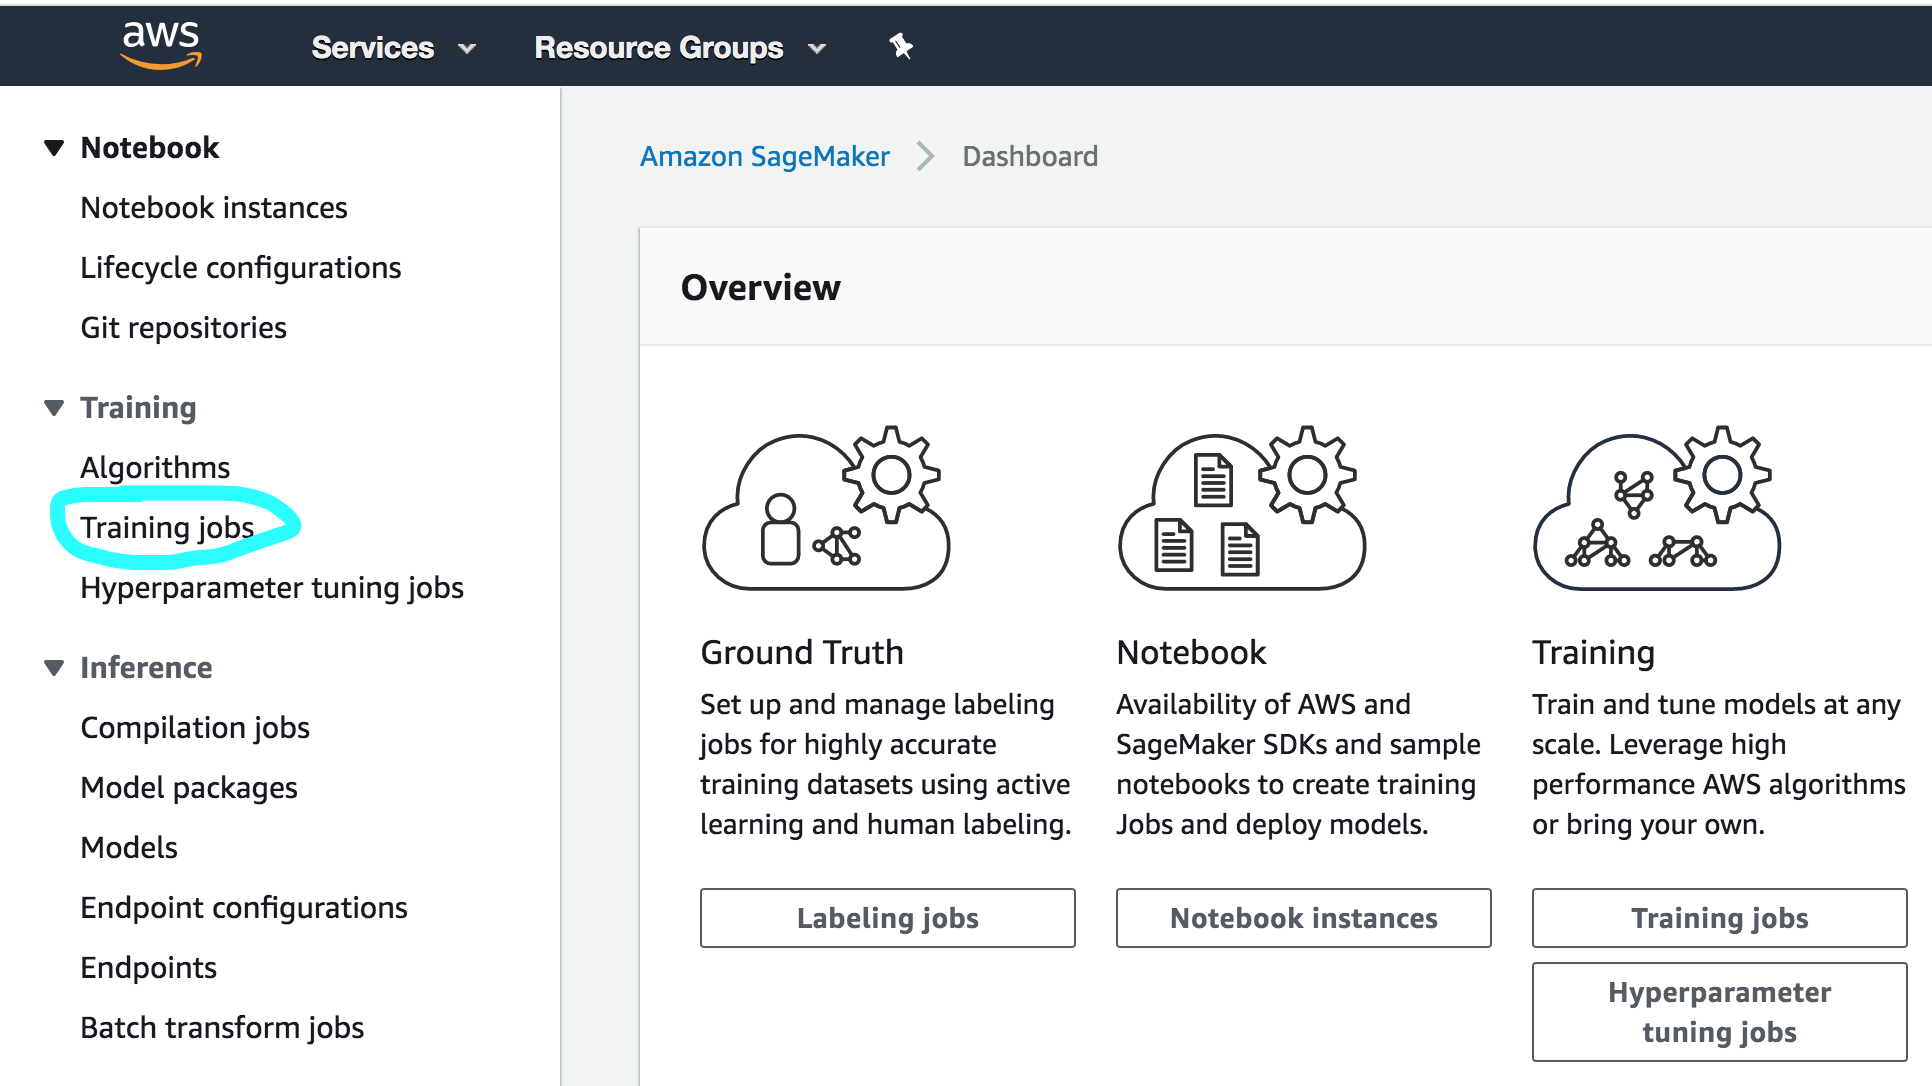 aws
Services
Resource Groups
Notebook
Notebook instances
Lifecycle configurations
Git repositories
Training
Algorithms
Training jobs
Hyperparameter tuning jobs
Inference
Compilation jobs
Model packages
Models
Endpoint configurations
Endpoints
Batch transform jobs
Amazon SageMaker
Dashboard
Overview
Ground Truth
Set up and manage labeling
jobs for highly accurate
training datasets using active
learning and human labeling.
Labeling jobs
Notebook
Availability of AWS and
SageMaker SDKs and sample
notebooks to create training
Jobs and deploy models.
Notebook instances
Training
Train and tune models at any
scale. Leverage high
performance AWS algorithms
or bring your own.
Training jobs
Hyperparameter
tuning jobs